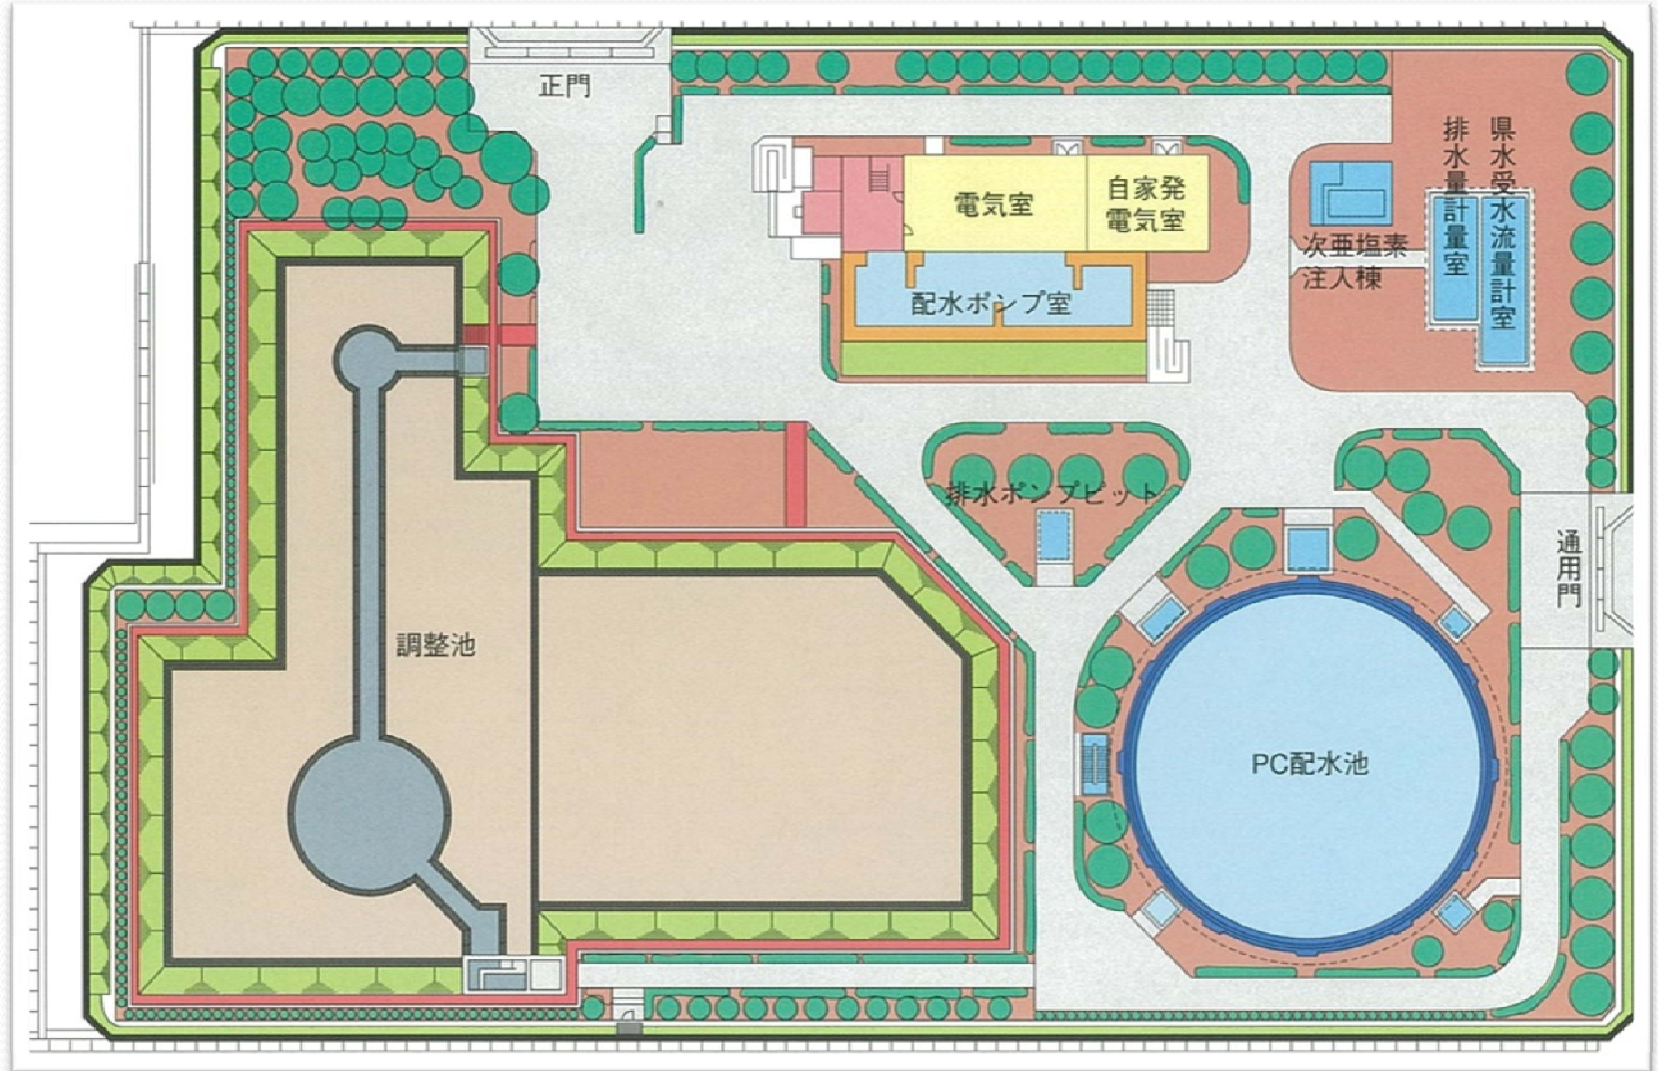 正門
電気室
自家発
電気室
配水ポンプ室
次亜塩素
注入棟
排水量計量室
県水受水流量計室
排水ポンプピット
通用門
調整池
PC配水池